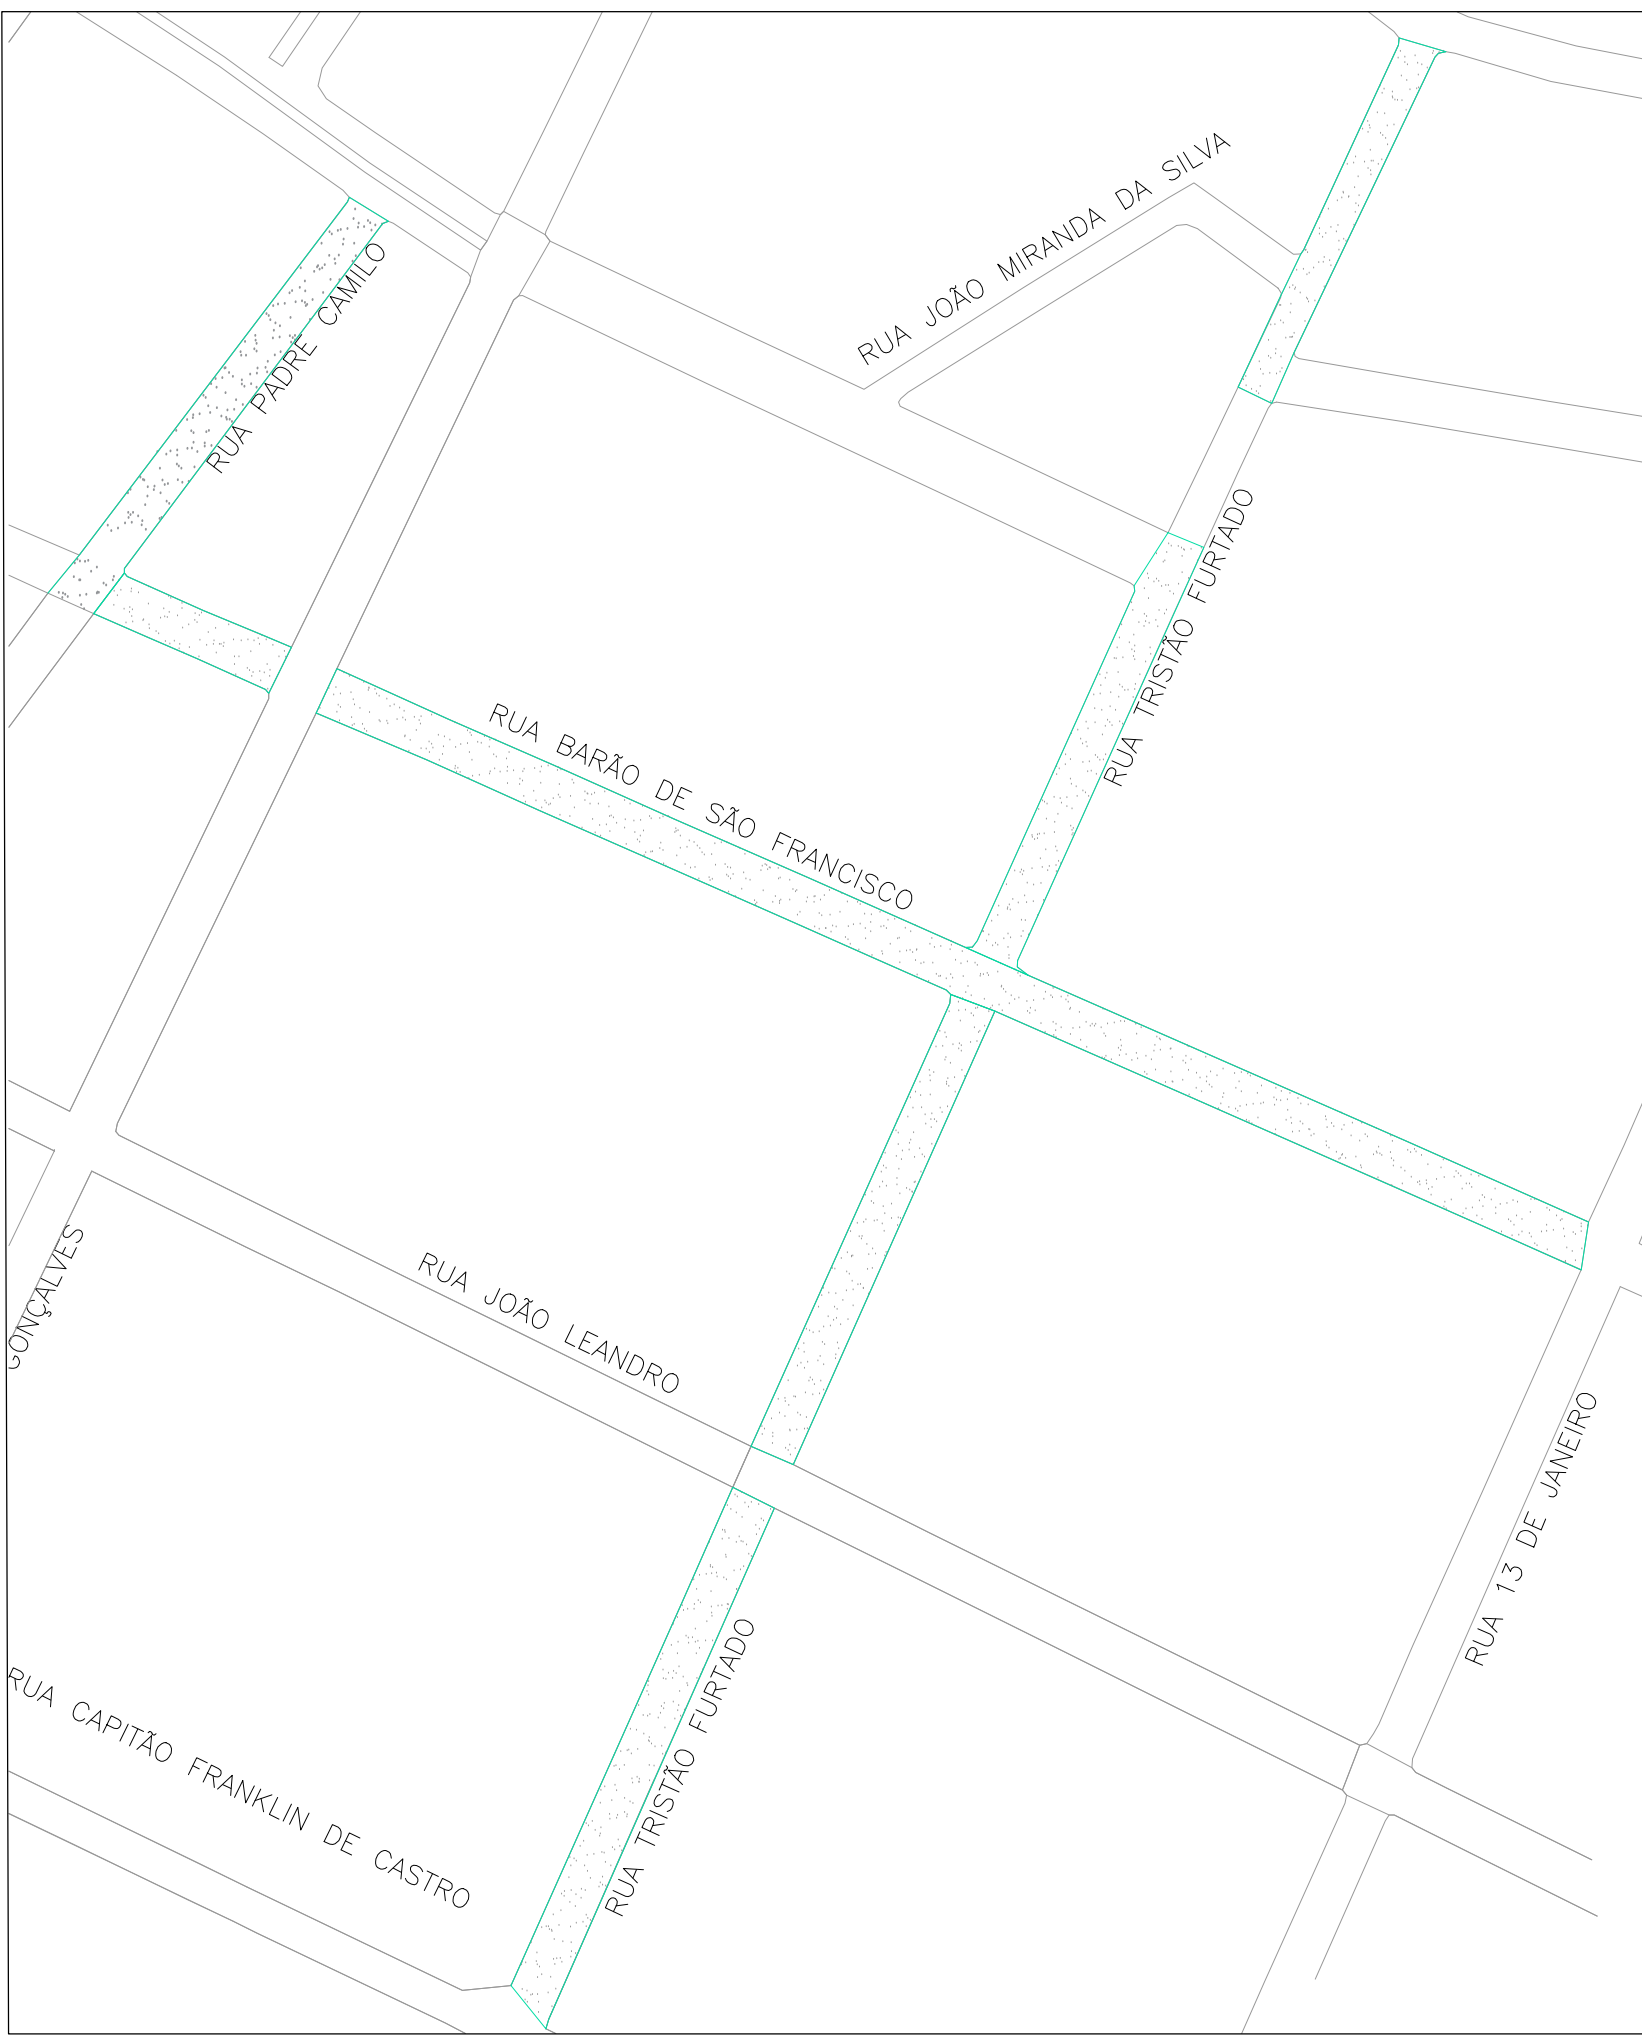 RUA JOÃO MIRANDA DA SILVA
RUA PADRE CAMILO
RUA TRISTÃO FURTADO
RUA BARÃO DE SÃO FRANCISCO
GONÇALVES
RUA JOÃO LEANDRO
RUA 13 DE JANEIRO
RUA TRISTÃO FURTADO
RUA CAPITÃO FRANKLIN DE CASTRO